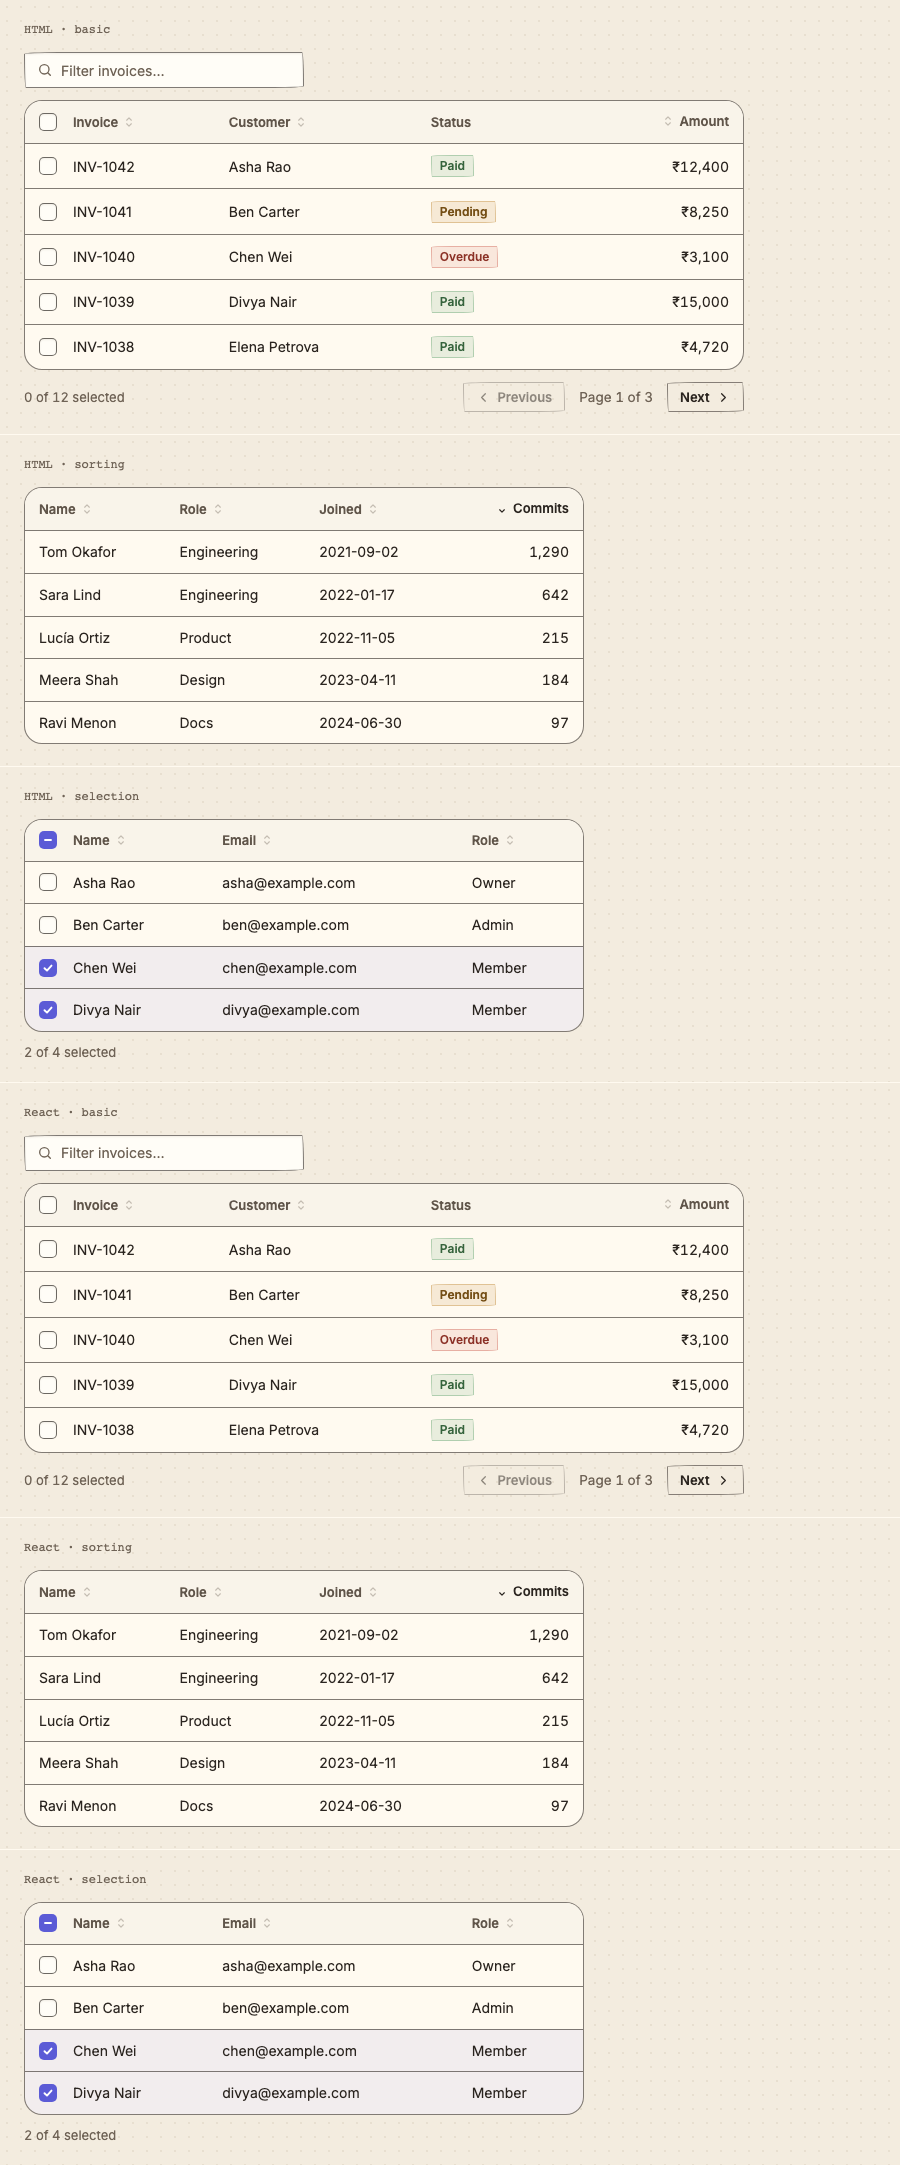 HTML · basic
Filter invoices...
Invoice Customer Status Amount
INV-1042 Asha Rao Paid ₹12,400
INV-1041 Ben Carter Pending ₹8,250
INV-1040 Chen Wei Overdue ₹3,100
INV-1039 Divya Nair Paid ₹15,000
INV-1038 Elena Petrova Paid ₹4,720
0 of 12 selected Previous Page 1 of 3 Next
HTML · sorting
Name Role Joined Commits
Tom Okafor Engineering 2021-09-02 1,290
Sara Lind Engineering 2022-01-17 642
Lucía Ortiz Product 2022-11-05 215
Meera Shah Design 2023-04-11 184
Ravi Menon Docs 2024-06-30 97
HTML · selection
Name Email Role
Asha Rao asha@example.com Owner
Ben Carter ben@example.com Admin
Chen Wei chen@example.com Member
Divya Nair divya@example.com Member
2 of 4 selected
React · basic
Filter invoices...
Invoice Customer Status Amount
INV-1042 Asha Rao Paid ₹12,400
INV-1041 Ben Carter Pending ₹8,250
INV-1040 Chen Wei Overdue ₹3,100
INV-1039 Divya Nair Paid ₹15,000
INV-1038 Elena Petrova Paid ₹4,720
0 of 12 selected Previous Page 1 of 3 Next
React · sorting
Name Role Joined Commits
Tom Okafor Engineering 2021-09-02 1,290
Sara Lind Engineering 2022-01-17 642
Lucía Ortiz Product 2022-11-05 215
Meera Shah Design 2023-04-11 184
Ravi Menon Docs 2024-06-30 97
React · selection
Name Email Role
Asha Rao asha@example.com Owner
Ben Carter ben@example.com Admin
Chen Wei chen@example.com Member
Divya Nair divya@example.com Member
2 of 4 selected